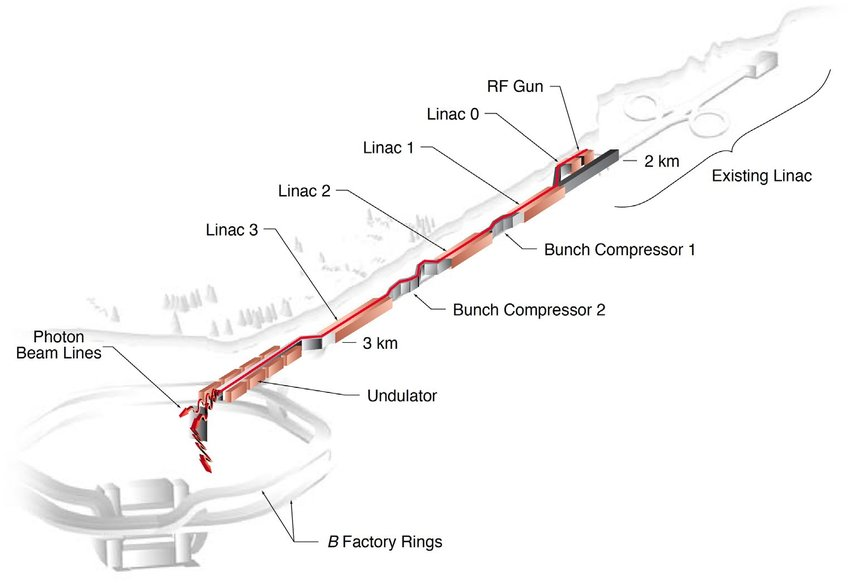 RF Gun
Linac 0
Linac 1
2 km
Existing Linac
Linac 2
Linac 3
Bunch Compressor 1
Bunch Compressor 2
Photon
Beam Lines
3 km
Undulator
B Factory Rings